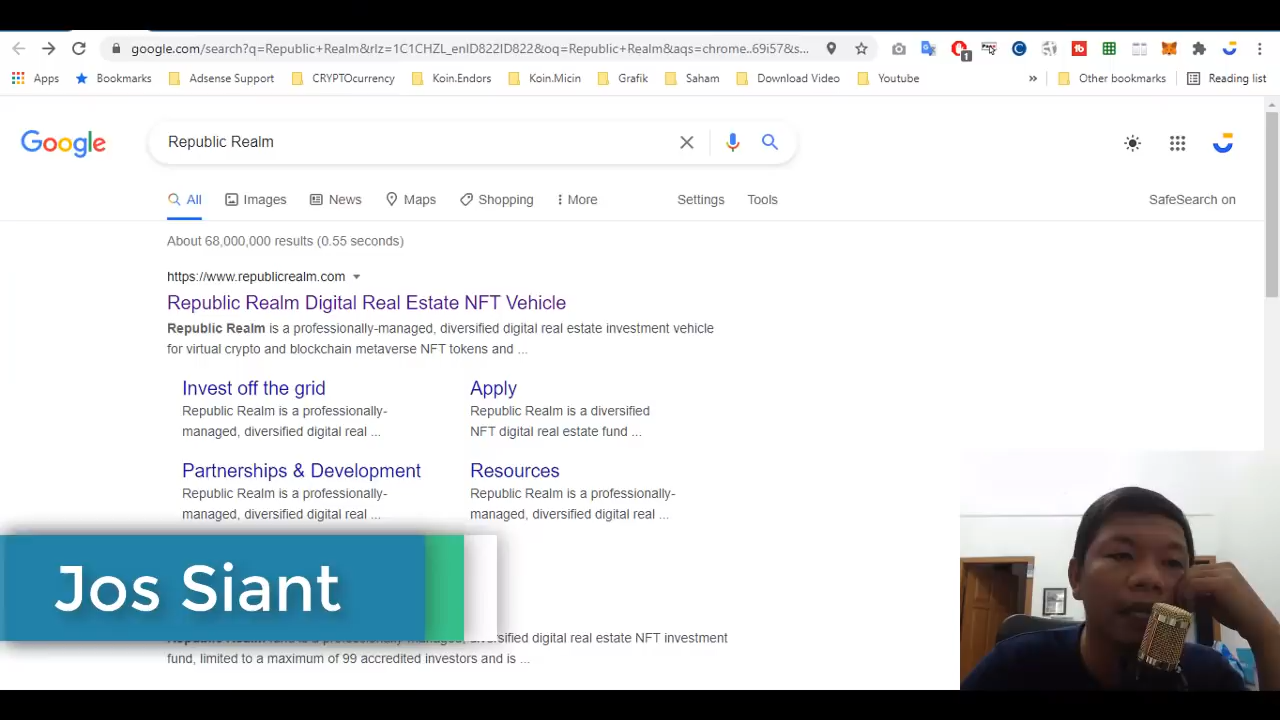 google.com/search?q=Republic+Realm&rlz=1C1CHZL_enID822ID822&oq=Republic+Realm&aqs=chrome..69i57&s...
1
Apps
Bookmarks
Adsense Support
CRYPTOcurrency
Koin.Endors
Koin.Micin
Grafik
Saham
Download Video
Youtube
»
Other bookmarks
Reading list
Google
Republic Realm
All
Images
News
Maps
Shopping
More
Settings
Tools
SafeSearch on
About 68,000,000 results (0.55 seconds)
https://www.republicrealm.com
Republic Realm Digital Real Estate NFT Vehicle
Republic Realm is a professionally-managed, diversified digital real estate investment vehicle
for virtual crypto and blockchain metaverse NFT tokens and ...
Invest off the grid
Republic Realm is a professionally-
managed, diversified digital real ...
Apply
Republic Realm is a diversified
NFT digital real estate fund ...
Partnerships & Development
Republic Realm is a professionally-
managed, diversified digital real ...
Resources
Republic Realm is a professionally-
managed, diversified digital real ...
Jos Siant
digital real estate NFT investment
fund, limited to a maximum of 99 accredited investors and is ...